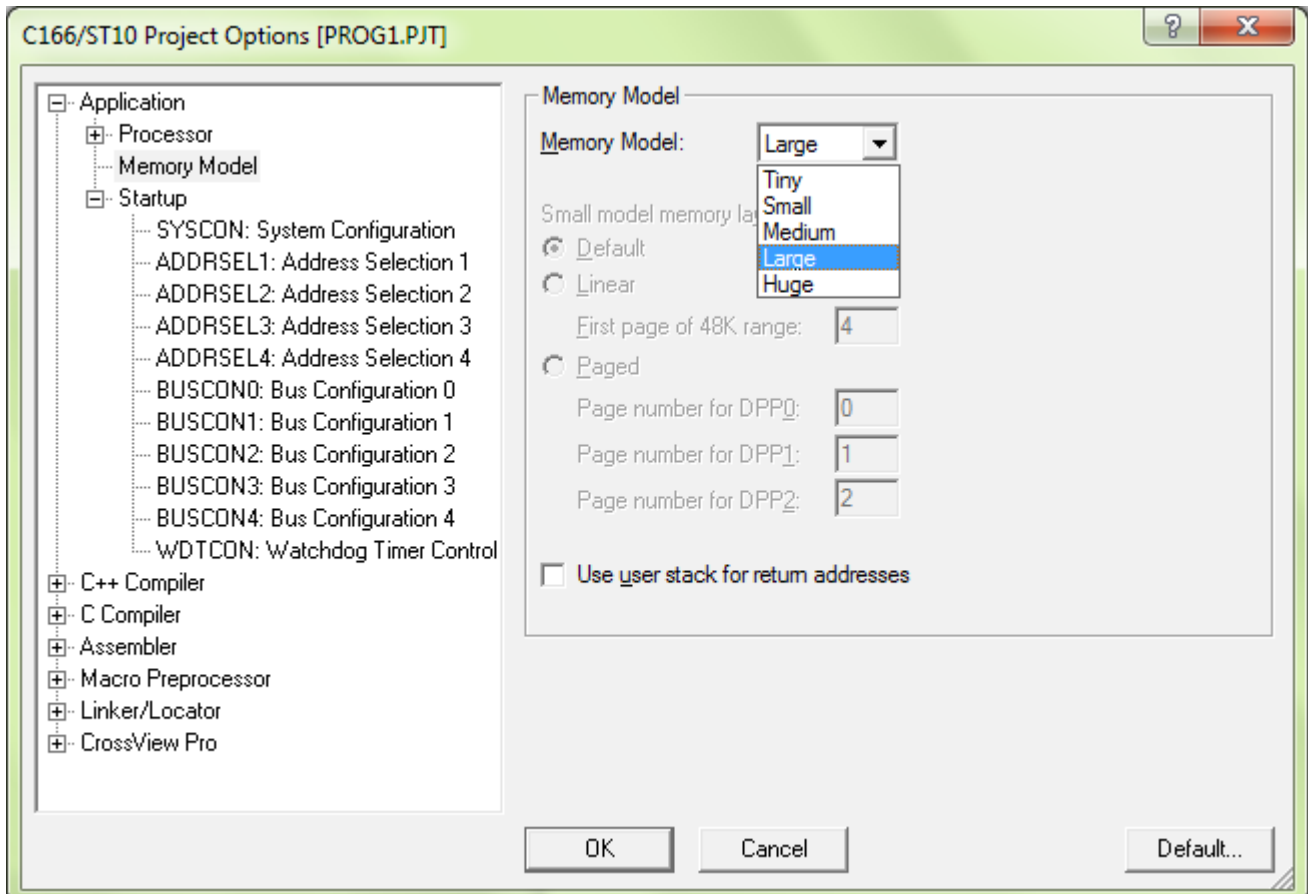 C166/ST10 Project Options [PROG1.PJT]
Application
Processor
Memory Model
Startup
SYSCON: System Configuration
ADDRSEL1: Address Selection 1
ADDRSEL2: Address Selection 2
ADDRSEL3: Address Selection 3
ADDRSEL4: Address Selection 4
BUSCON0: Bus Configuration 0
BUSCON1: Bus Configuration 1
BUSCON2: Bus Configuration 2
BUSCON3: Bus Configuration 3
BUSCON4: Bus Configuration 4
WDTCON: Watchdog Timer Control
C++ Compiler
C Compiler
Assembler
Macro Preprocessor
Linker/Locator
CrossView Pro
Memory Model
Memory Model: Large
Tiny
Small
Medium
Large
Huge
Small model memory
Default
Linear
First page of 48K range: 4
Paged
Page number for DPP0: 0
Page number for DPP1: 1
Page number for DPP2: 2
Use user stack for return addresses
OK Cancel Default...